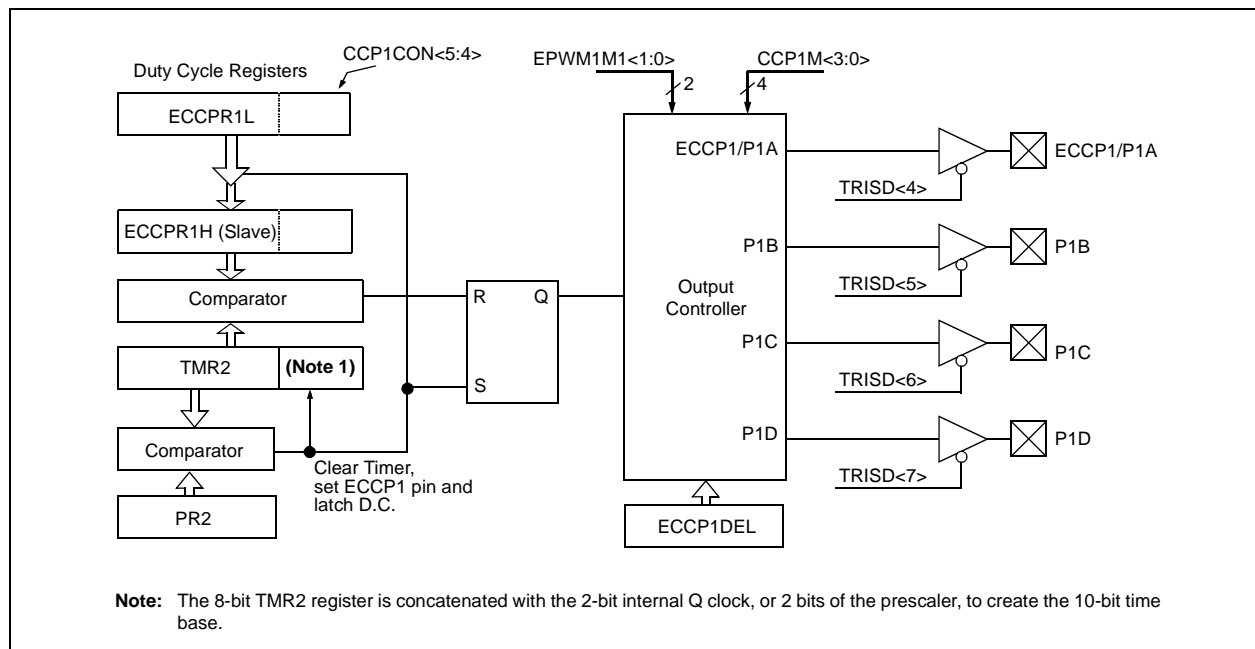 CCP1CON<5:4>
Duty Cycle Registers
ECCPR1L
ECCPR1H (Slave)
Comparator
TMR2
(Note 1)
Comparator
PR2
Clear Timer,
set ECCP1 pin and
latch D.C.
R
Q
S
EPWM1M1<1:0>
2
CCP1M<3:0>
4
Output
Controller
ECCP1/P1A
P1B
P1C
P1D
ECCP1DEL
TRISD<4>
ECCP1/P1A
TRISD<5>
P1B
TRISD<6>
P1C
TRISD<7>
P1D
Note: The 8-bit TMR2 register is concatenated with the 2-bit internal Q clock, or 2 bits of the prescaler, to create the 10-bit time
base.